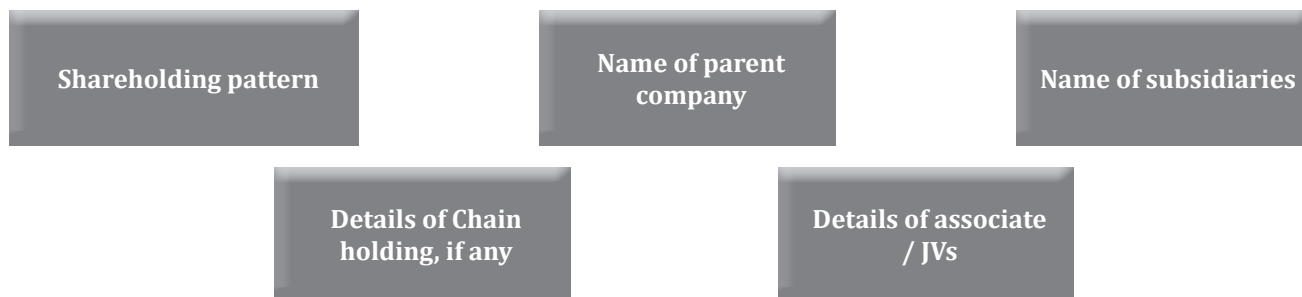 Shareholding pattern
Name of parent
company
Name of subsidiaries
Details of Chain
holding, if any
Details of associate
/ JVs